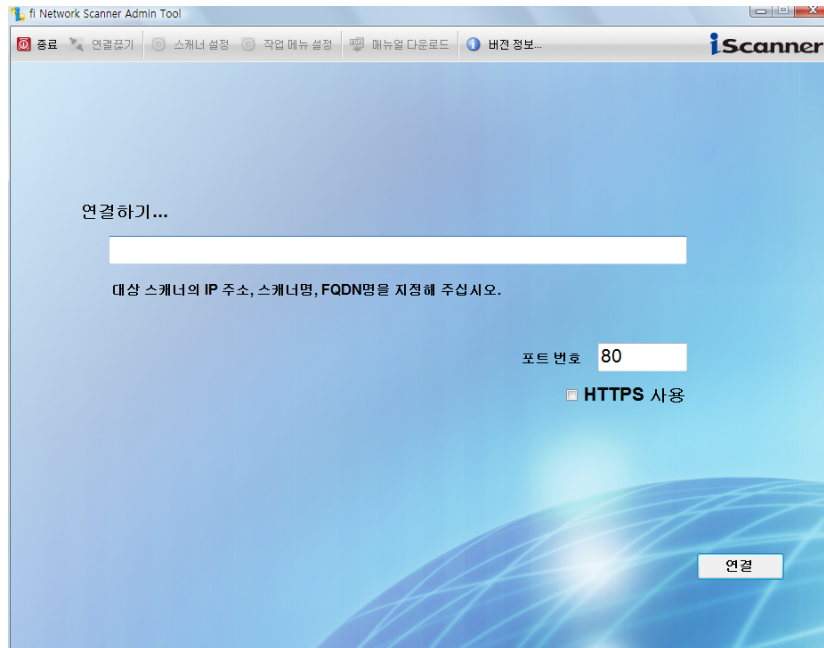 fi Network Scanner Admin Tool
종료 연결끊기 스캐너 설정 작업 메뉴 설정 매뉴얼 다운로드 버전 정보... iScanner
연결하기...
대상 스캐너의 IP 주소, 스캐너명, FQDN명을 지정해 주십시오.
포트 번호 80
HTTPS 사용
연결